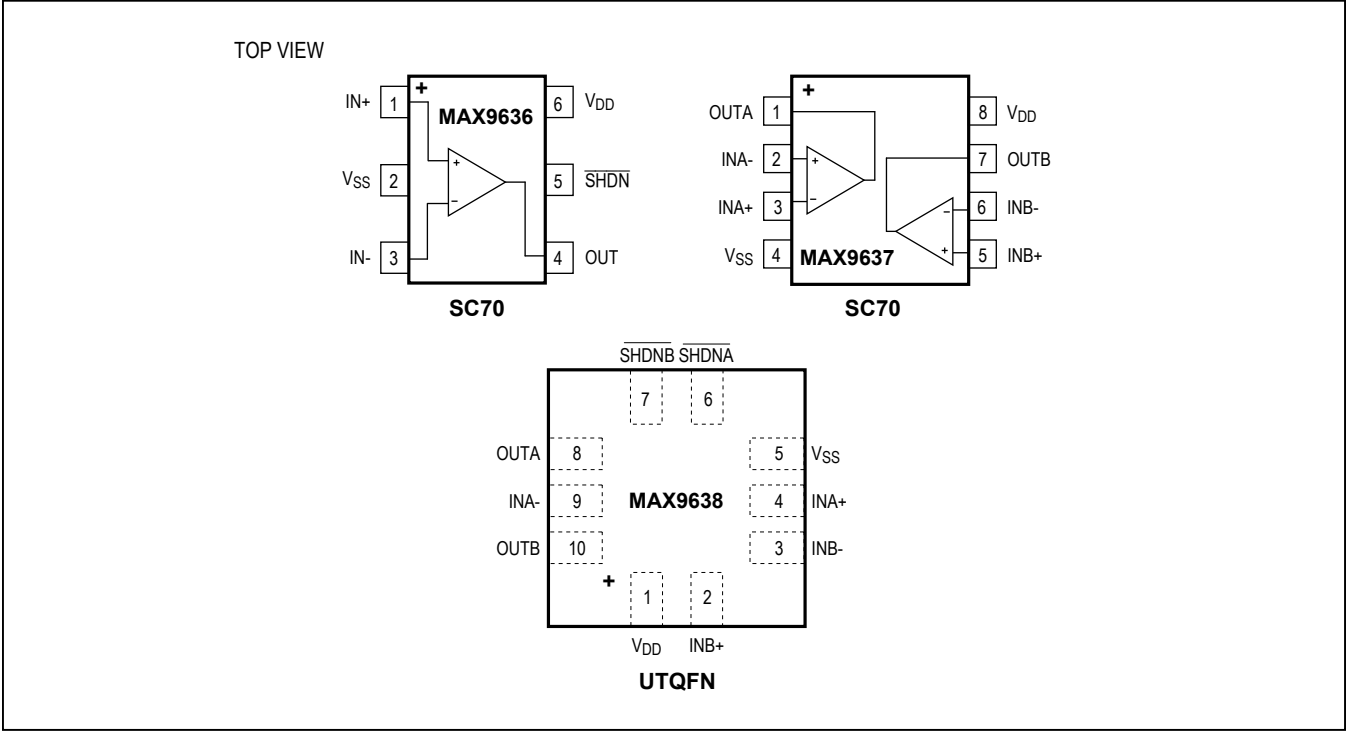 TOP VIEW
+
MAX9636
IN+ 1
VSS 2
IN- 3
6 VDD
5 SHDN
4 OUT
+
−
SC70
+
MAX9637
OUTA 1
INA- 2
INA+ 3
VSS 4
8 VDD
7 OUTB
6 INB-
5 INB+
+
−
−
+
SC70
SHDNB SHDNA
7 6
OUTA 8
INA- 9
OUTB 10
MAX9638
5 VSS
4 INA+
3 INB-
+
1 2
VDD INB+
UTQFN